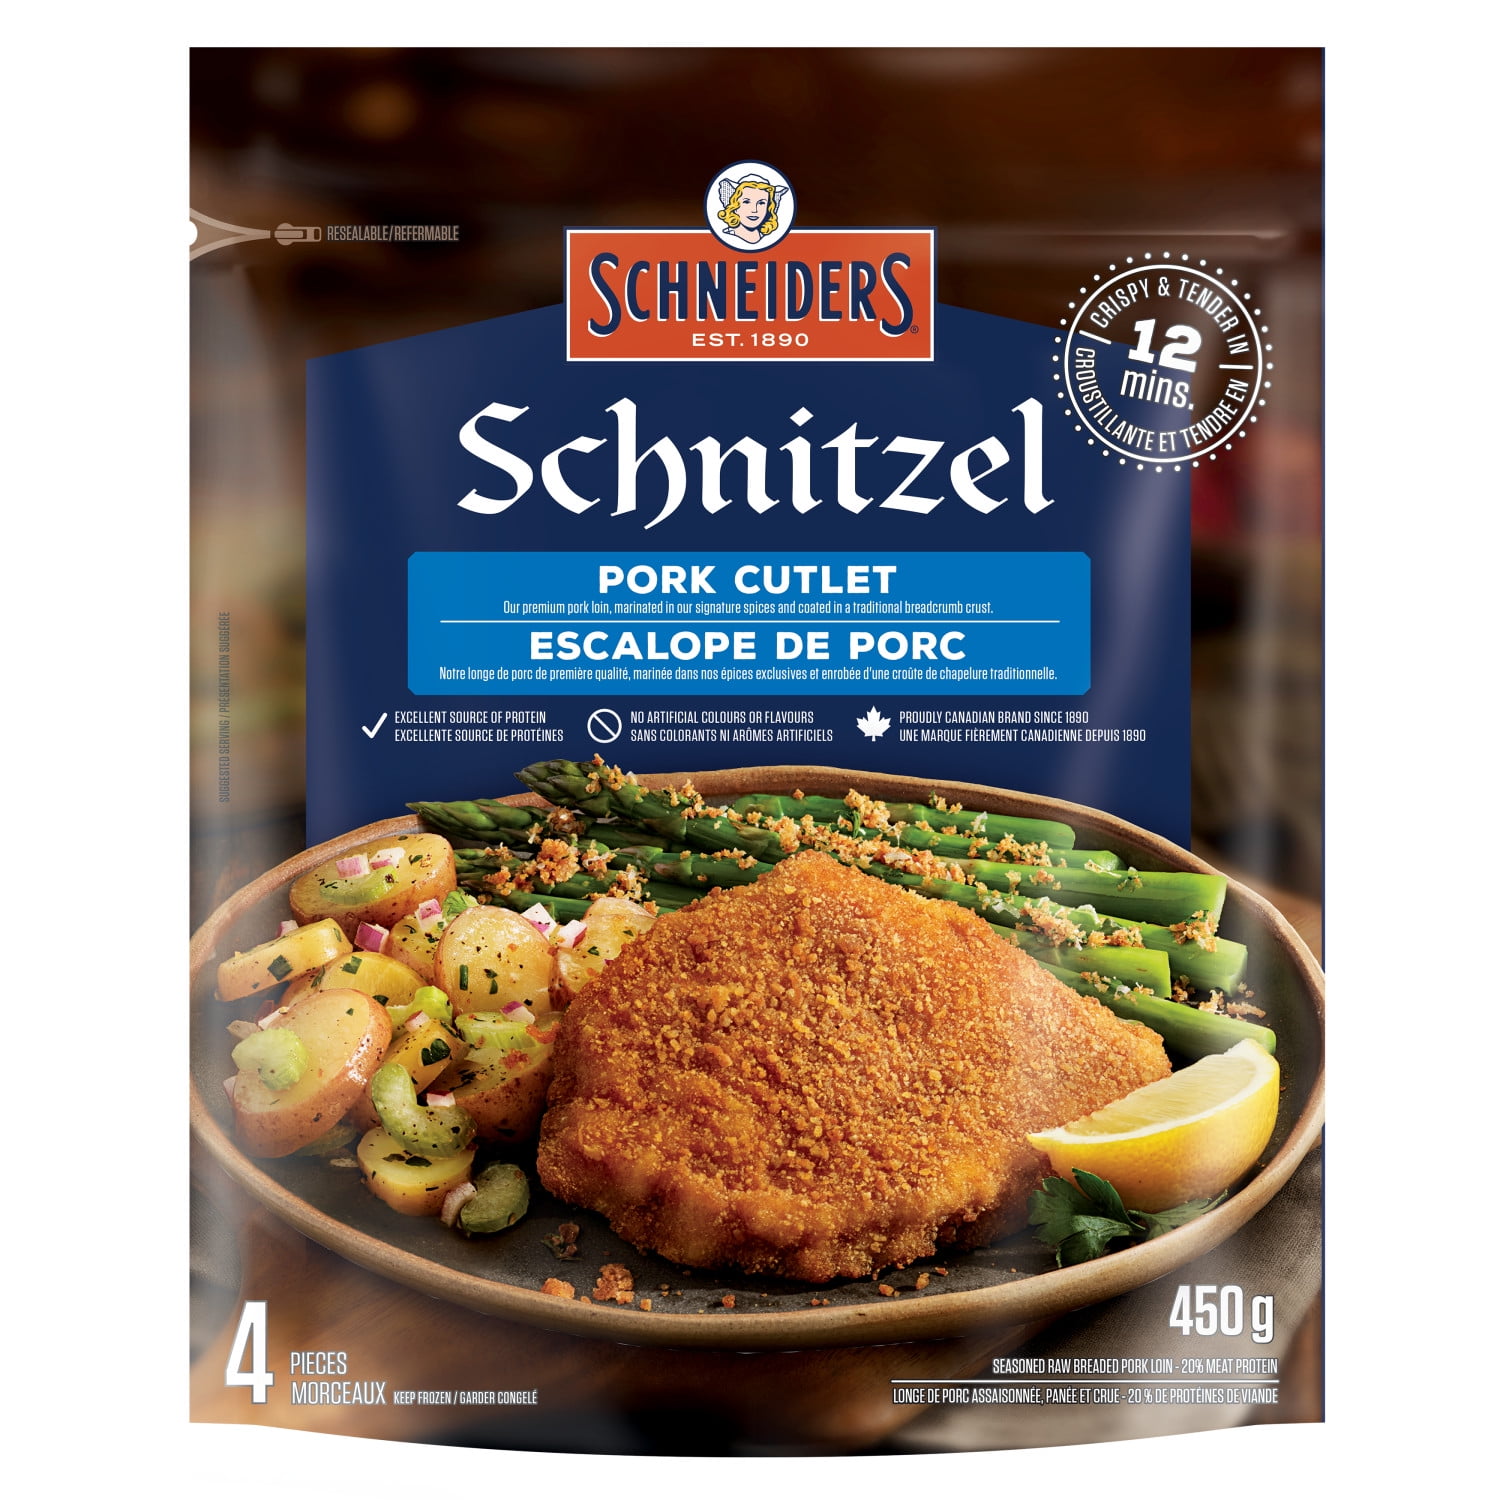 RESEALABLE/REFERMABLE
SCHNEIDERS®
EST. 1890
CRISPY & TENDER IN
12
mins.
CROUSTILLANTE ET TENDRE EN
Schnitzel
PORK CUTLET
Our premium pork loin, marinated in our signature spices and coated in a traditional breadcrumb crust.
ESCALOPE DE PORC
Notre longe de porc de première qualité, marinée dans nos épices exclusives et enrobée d'une croûte de chapelure traditionnelle.
EXCELLENT SOURCE OF PROTEIN
EXCELLENTE SOURCE DE PROTÉINES
NO ARTIFICIAL COLOURS OR FLAVOURS
SANS COLORANTS NI ARÔMES ARTIFICIELS
PROUDLY CANADIAN BRAND SINCE 1890
UNE MARQUE FIÈREMENT CANADIENNE DEPUIS 1890
SUGGESTED SERVING / PRÉSENTATION SUGGÉRÉE
4
PIECES
MORCEAUX
KEEP FROZEN / GARDER CONGELÉ
450 g
SEASONED RAW BREADED PORK LOIN - 20% MEAT PROTEIN
LONGE DE PORC ASSAISONNÉE, PANÉE ET CRUE - 20 % DE PROTÉINES DE VIANDE